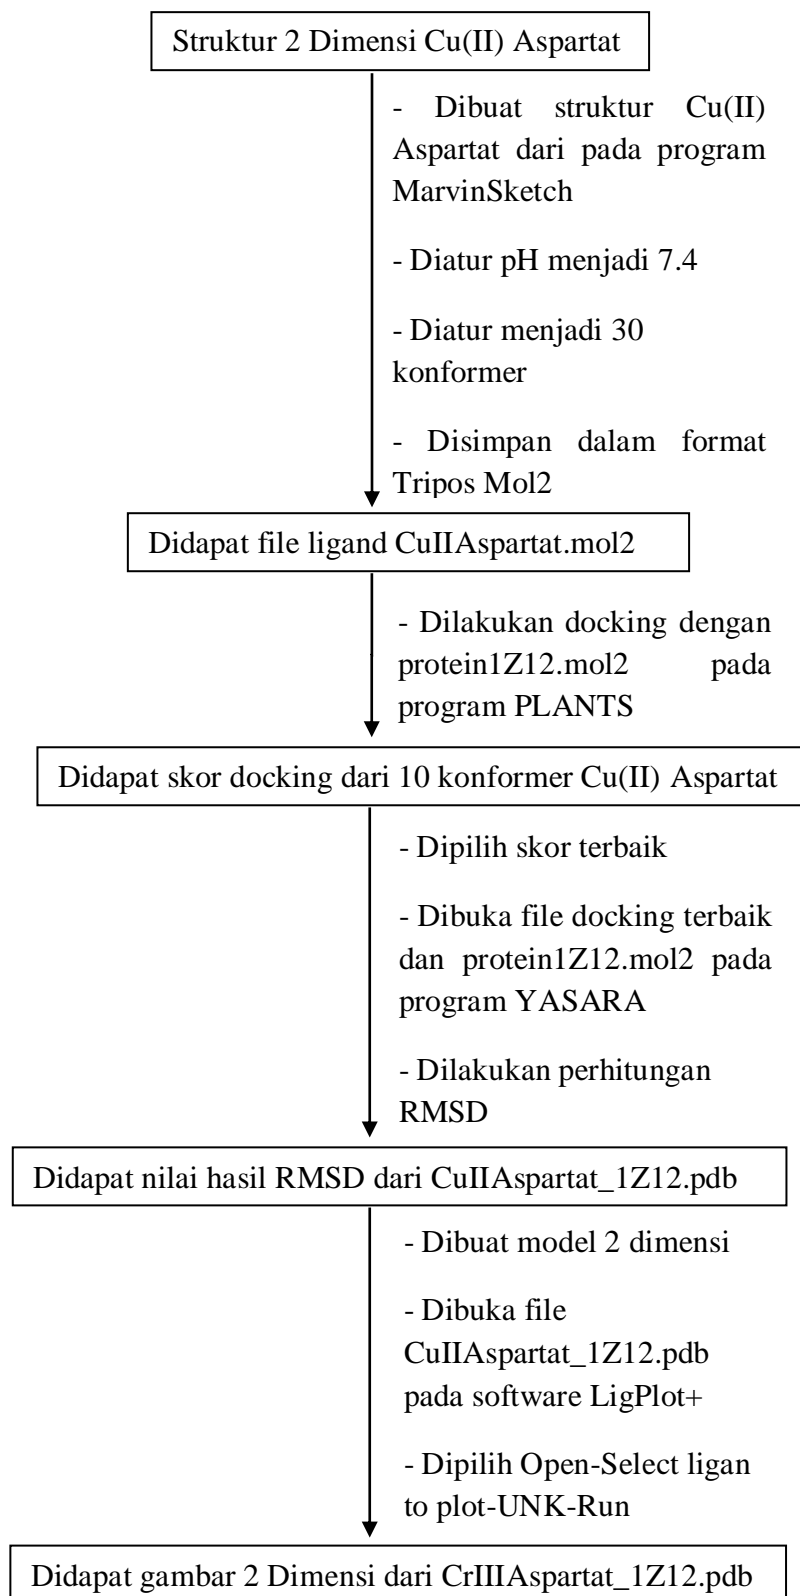 Struktur 2 Dimensi Cu(II) Aspartat
- Dibuat struktur Cu(II)
Aspartat dari pada program
MarvinSketch
- Diatur pH menjadi 7.4
- Diatur menjadi 30
konformer
- Disimpan dalam format
Tripos Mol2
Didapat file ligand CuIIAspartat.mol2
- Dilakukan docking dengan
protein1Z12.mol2 pada
program PLANTS
Didapat skor docking dari 10 konformer Cu(II) Aspartat
- Dipilih skor terbaik
- Dibuka file docking terbaik
dan protein1Z12.mol2 pada
program YASARA
- Dilakukan perhitungan
RMSD
Didapat nilai hasil RMSD dari CuIIAspartat_1Z12.pdb
- Dibuat model 2 dimensi
- Dibuka file
CuIIAspartat_1Z12.pdb
pada software LigPlot+
- Dipilih Open-Select ligan
to plot-UNK-Run
Didapat gambar 2 Dimensi dari CrIIIAspartat_1Z12.pdb